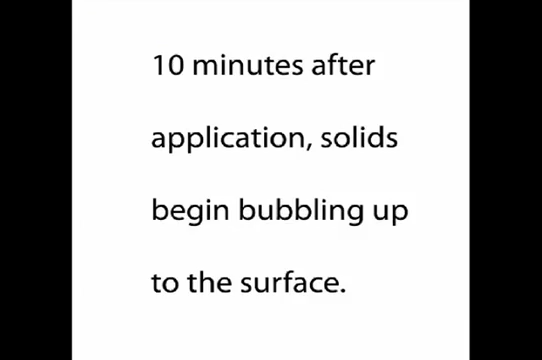 10 minutes after
application, solids
begin bubbling up
to the surface.